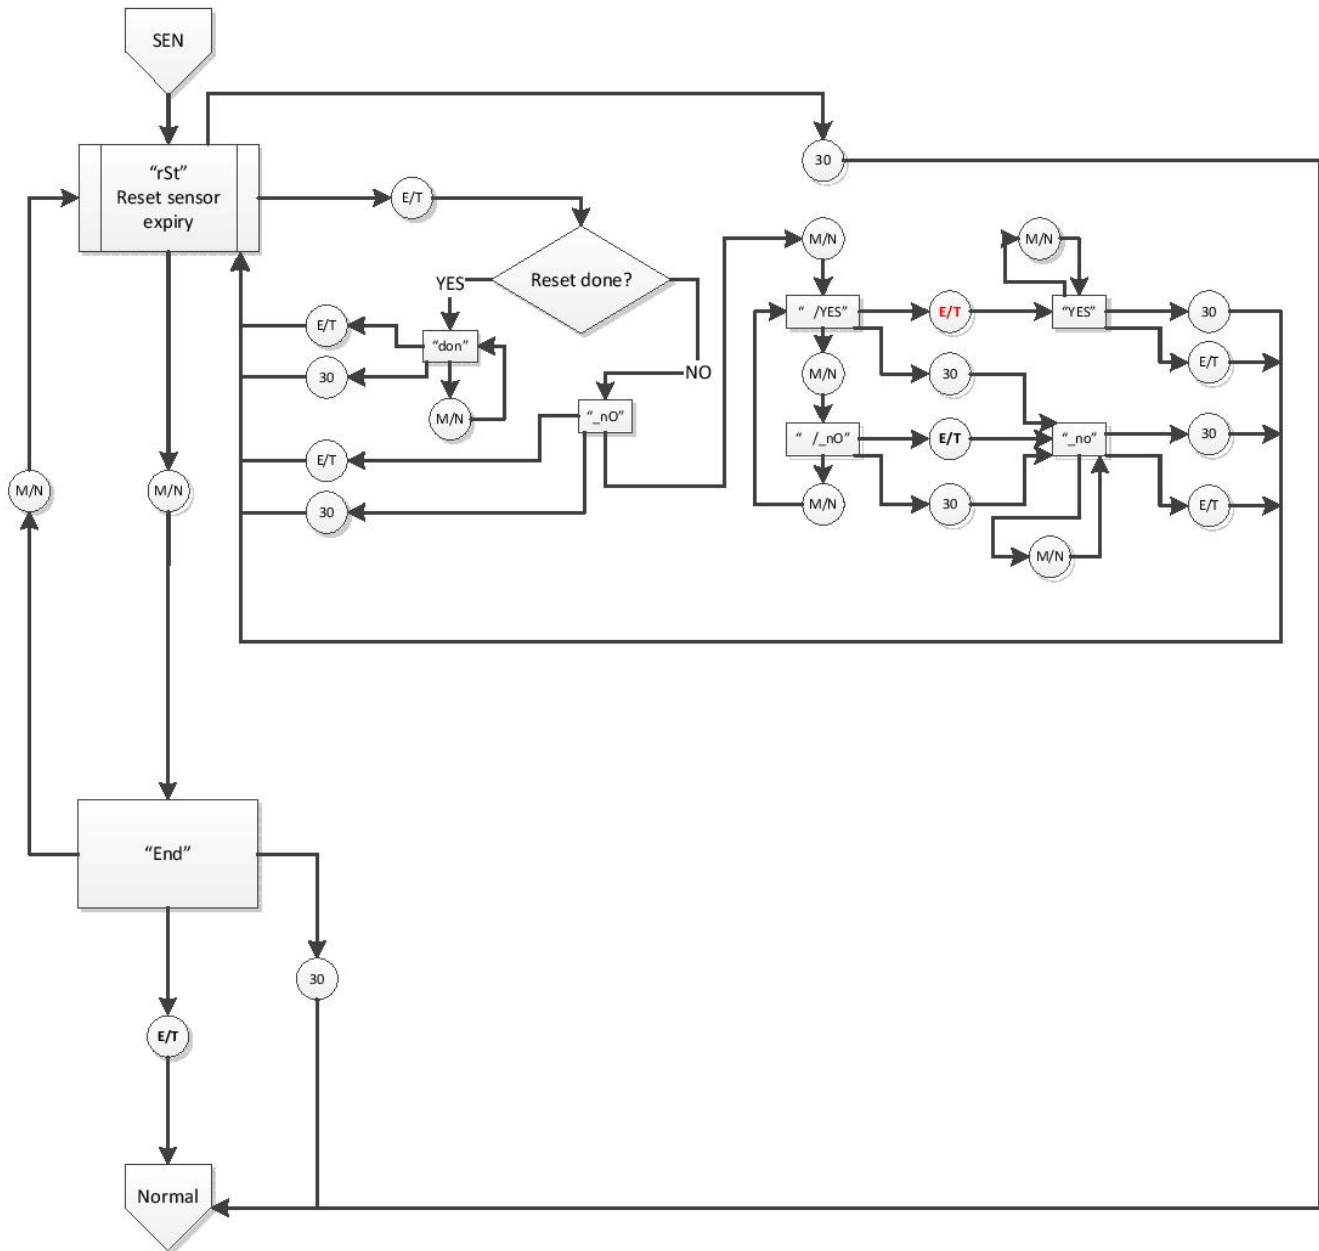 SEN
30
“rSt”
Reset sensor
expiry
E/T
M/N
M/N
Reset done?
YES
“ /YES”
E/T
“YES”
30
E/T
“don”
E/T
30
M/N
30
NO
M/N
“_nO”
“ /_nO”
E/T
“_no”
30
E/T
M/N
M/N
30
M/N
30
E/T
M/N
“End”
30
E/T
Normal